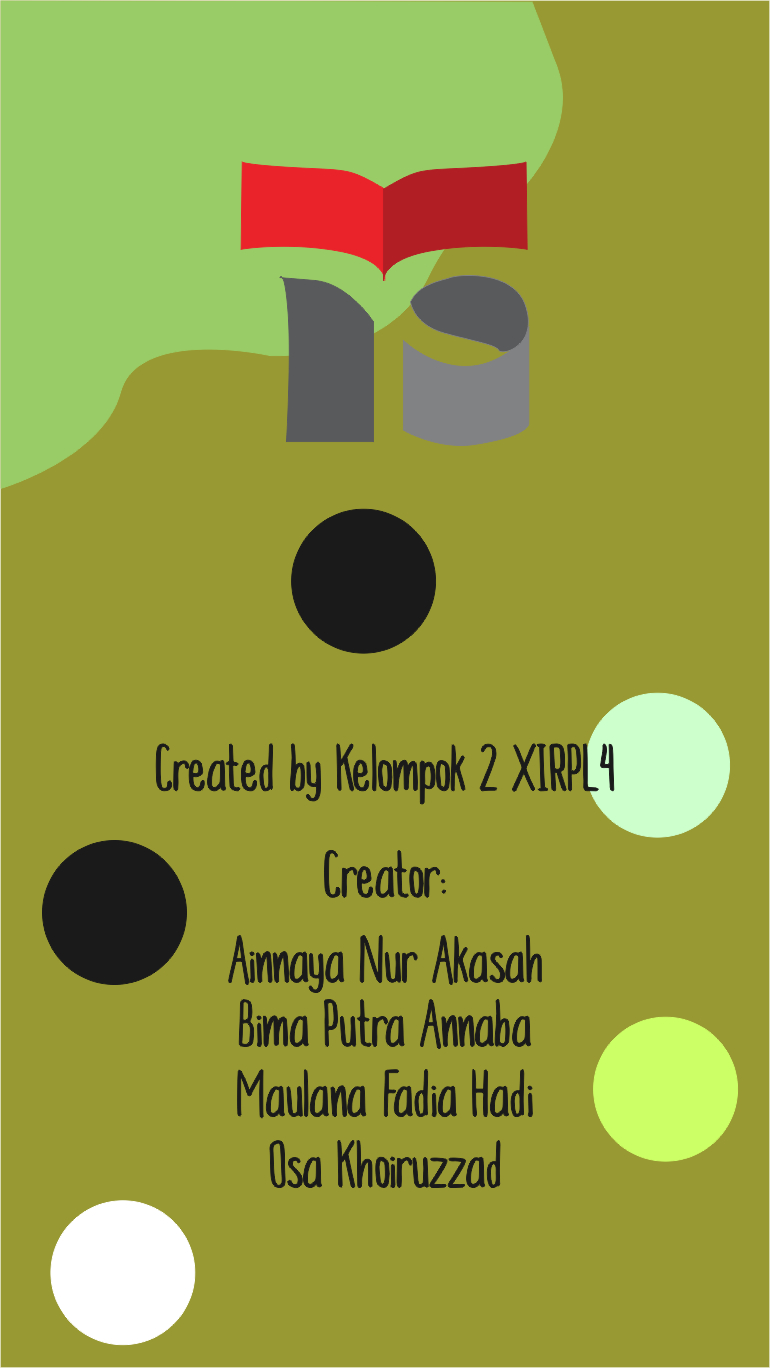 Created by Kelompok 2 XIRPL4
Creator:
Ainnaya Nur Akasah
Bima Putra Annaba
Maulana Fadia Hadi
Osa Khoiruzzad